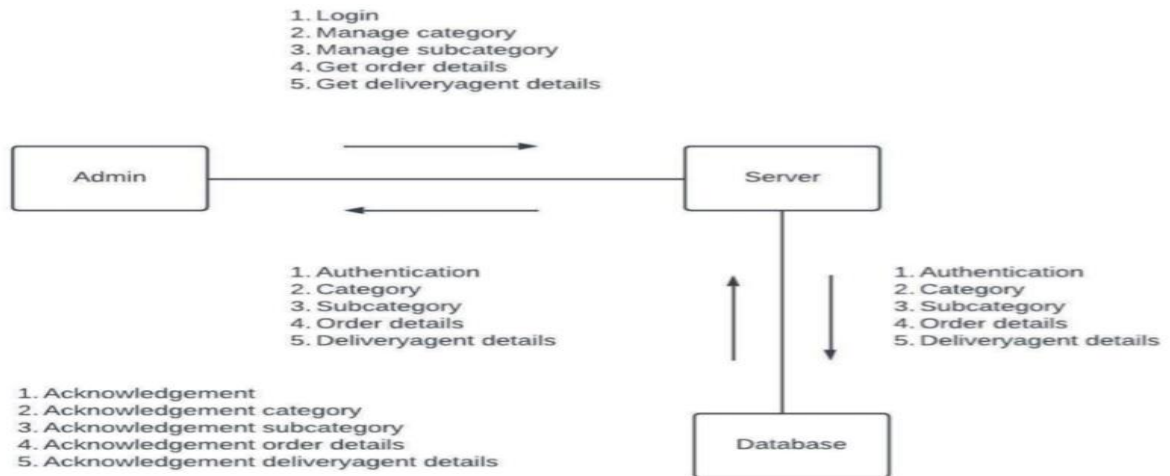 1. Login
2. Manage category
3. Manage subcategory
4. Get order details
5. Get deliveryagent details
Admin
Server
1. Authentication
2. Category
3. Subcategory
4. Order details
5. Deliveryagent details
1. Authentication
2. Category
3. Subcategory
4. Order details
5. Deliveryagent details
1. Acknowledgement
2. Acknowledgement category
3. Acknowledgement subcategory
4. Acknowledgement order details
5. Acknowledgement deliveryagent details
Database